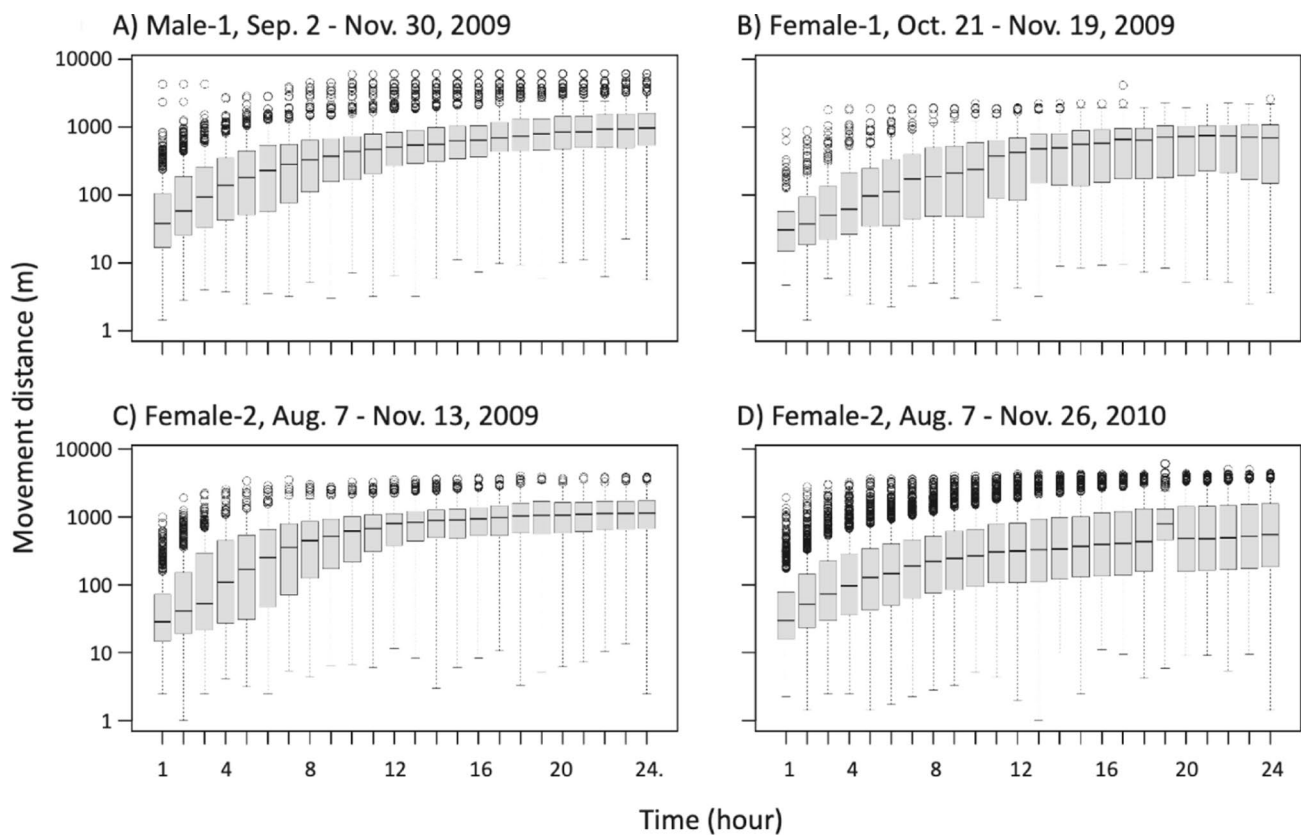 A) Male-1, Sep. 2 - Nov. 30, 2009
B) Female-1, Oct. 21 - Nov. 19, 2009
10000
1000
100
10
1
C) Female-2, Aug. 7 - Nov. 13, 2009
D) Female-2, Aug. 7 - Nov. 26, 2010
10000
1000
100
10
1
Movement distance (m)
1 4 8 12 16 20 24.
1 4 8 12 16 20 24
Time (hour)